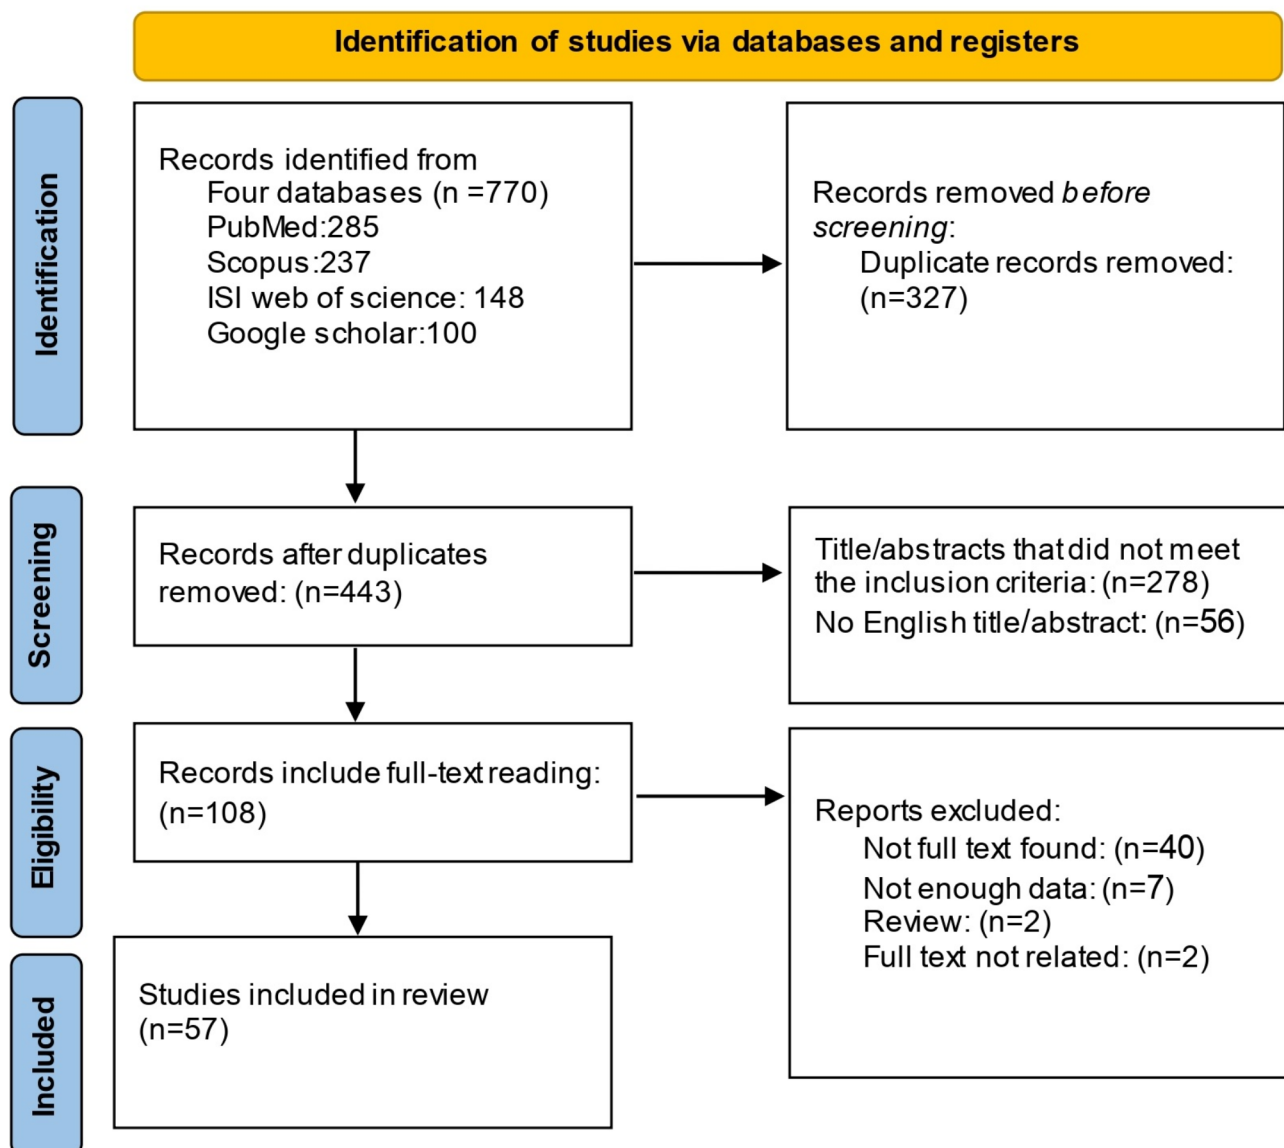 Identification of studies via databases and registers
Identification
Records identified from
Four databases (n =770)
PubMed:285
Scopus:237
ISI web of science: 148
Google scholar:100
Records removed before
screening:
Duplicate records removed:
(n=327)
Screening
Records after duplicates
removed: (n=443)
Title/abstracts that did not meet
the inclusion criteria: (n=278)
No English title/abstract: (n=56)
Eligibility
Records include full-text reading:
(n=108)
Reports excluded:
Not full text found: (n=40)
Not enough data: (n=7)
Review: (n=2)
Full text not related: (n=2)
Included
Studies included in review
(n=57)